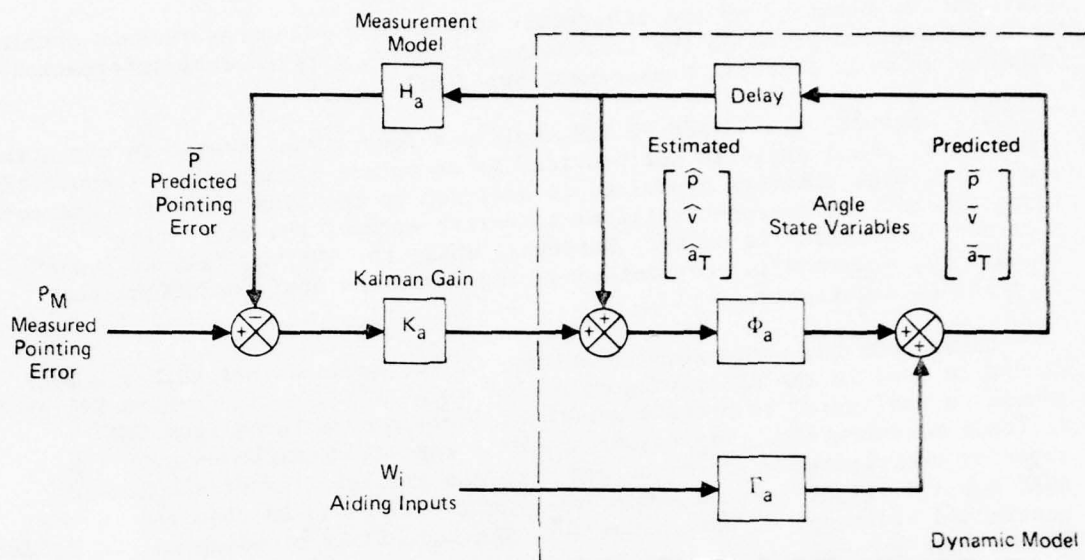 Measurement
Model
H_a
Delay
P̅
Predicted
Pointing
Error
Estimated
p̂
v̂
â_T
Angle
State Variables
Predicted
p̅
v̅
a̅_T
P_M
Measured
Pointing
Error
+
−
Kalman Gain
K_a
+
+
Φ_a
+
+
W_i
Aiding Inputs
Γ_a
Dynamic Model